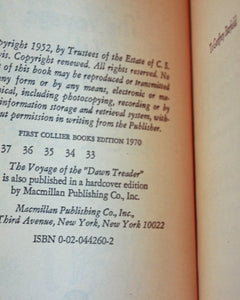 opyright 1952, by Trustees of the Estate of C. S.
wis. Copyright renewed. All rights reserved. No
of this book may be reproduced or transmitted
ny form or by any means, electronic or mo-
ical, including photocopying, recording or by
information storage and retrieval system, with-
ut permission in writing from the Publisher.
FIRST COLLIER BOOKS EDITION 1970
37 36 35 34 33
The Voyage of the "Dawn Treader"
is also published in a hardcover edition
by Macmillan Publishing Co., Inc.
Macmillan Publishing Co., Inc.,
Third Avenue, New York, New York 10022
ISBN 0-02-044260-2